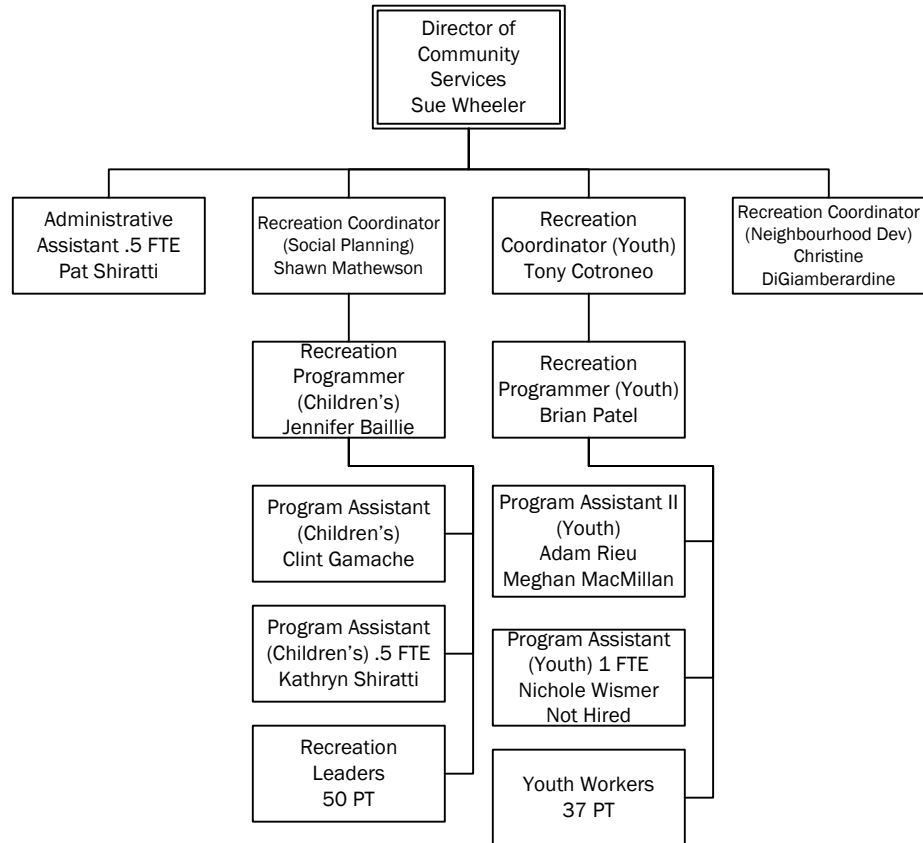 Director of
Community
Services
Sue Wheeler
Administrative
Assistant .5 FTE
Pat Shiratti
Recreation Coordinator
(Social Planning)
Shawn Mathewson
Recreation
Coordinator (Youth)
Tony Cotroneo
Recreation Coordinator
(Neighbourhood Dev)
Christine
DiGiamberardine
Recreation
Programmer
(Children's)
Jennifer Baillie
Recreation
Programmer (Youth)
Brian Patel
Program Assistant
(Children's)
Clint Gamache
Program Assistant II
(Youth)
Adam Rieu
Meghan MacMillan
Program Assistant
(Children's) .5 FTE
Kathryn Shiratti
Program Assistant
(Youth) 1 FTE
Nichole Wismer
Not Hired
Recreation
Leaders
50 PT
Youth Workers
37 PT